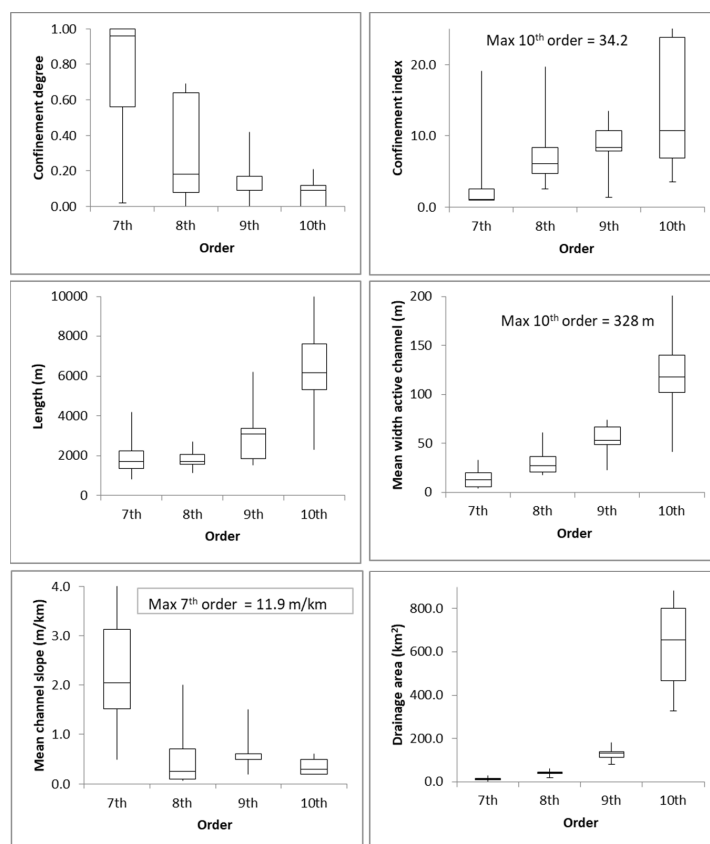 Confinement degree
1.00
0.80
0.60
0.40
0.20
0.00
7th 8th 9th 10th
Order
Confinement index
Max 10th order = 34.2
20.0
10.0
0.0
7th 8th 9th 10th
Order
Length (m)
10000
8000
6000
4000
2000
0
7th 8th 9th 10th
Order
Mean width active channel (m)
Max 10th order = 328 m
200
150
100
50
0
7th 8th 9th 10th
Order
Mean channel slope (m/km)
Max 7th order = 11.9 m/km
4.0
3.0
2.0
1.0
0.0
7th 8th 9th 10th
Order
Drainage area (km²)
800.0
600.0
400.0
200.0
0.0
7th 8th 9th 10th
Order